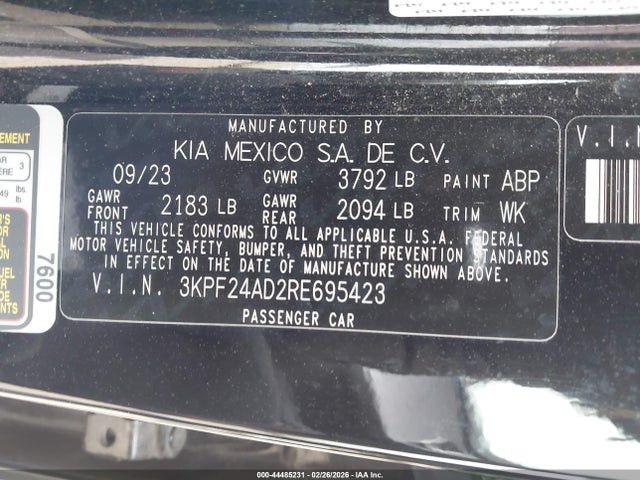 MANUFACTURED BY
KIA MEXICO S.A. DE C.V.
09/23 GVWR 3792 LB PAINT ABP
GAWR FRONT 2183 LB GAWR REAR 2094 LB TRIM WK
THIS VEHICLE CONFORMS TO ALL APPLICABLE U.S.A. FEDERAL
MOTOR VEHICLE SAFETY, BUMPER, AND THEFT PREVENTION STANDARDS
IN EFFECT ON THE DATE OF MANUFACTURE SHOWN ABOVE.
V.I.N. 3KPF24AD2RE695423
PASSENGER CAR
7600
V.I.
000-44485231 - 02/26/2026 - IAAI.com